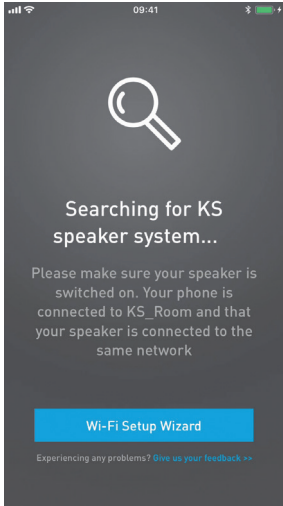 09:41
Searching for KS
speaker system...
Please make sure your speaker is
switched on. Your phone is
connected to KS_Room and that
your speaker is connected to the
same network
Wi-Fi Setup Wizard
Experiencing any problems? Give us your feedback >>